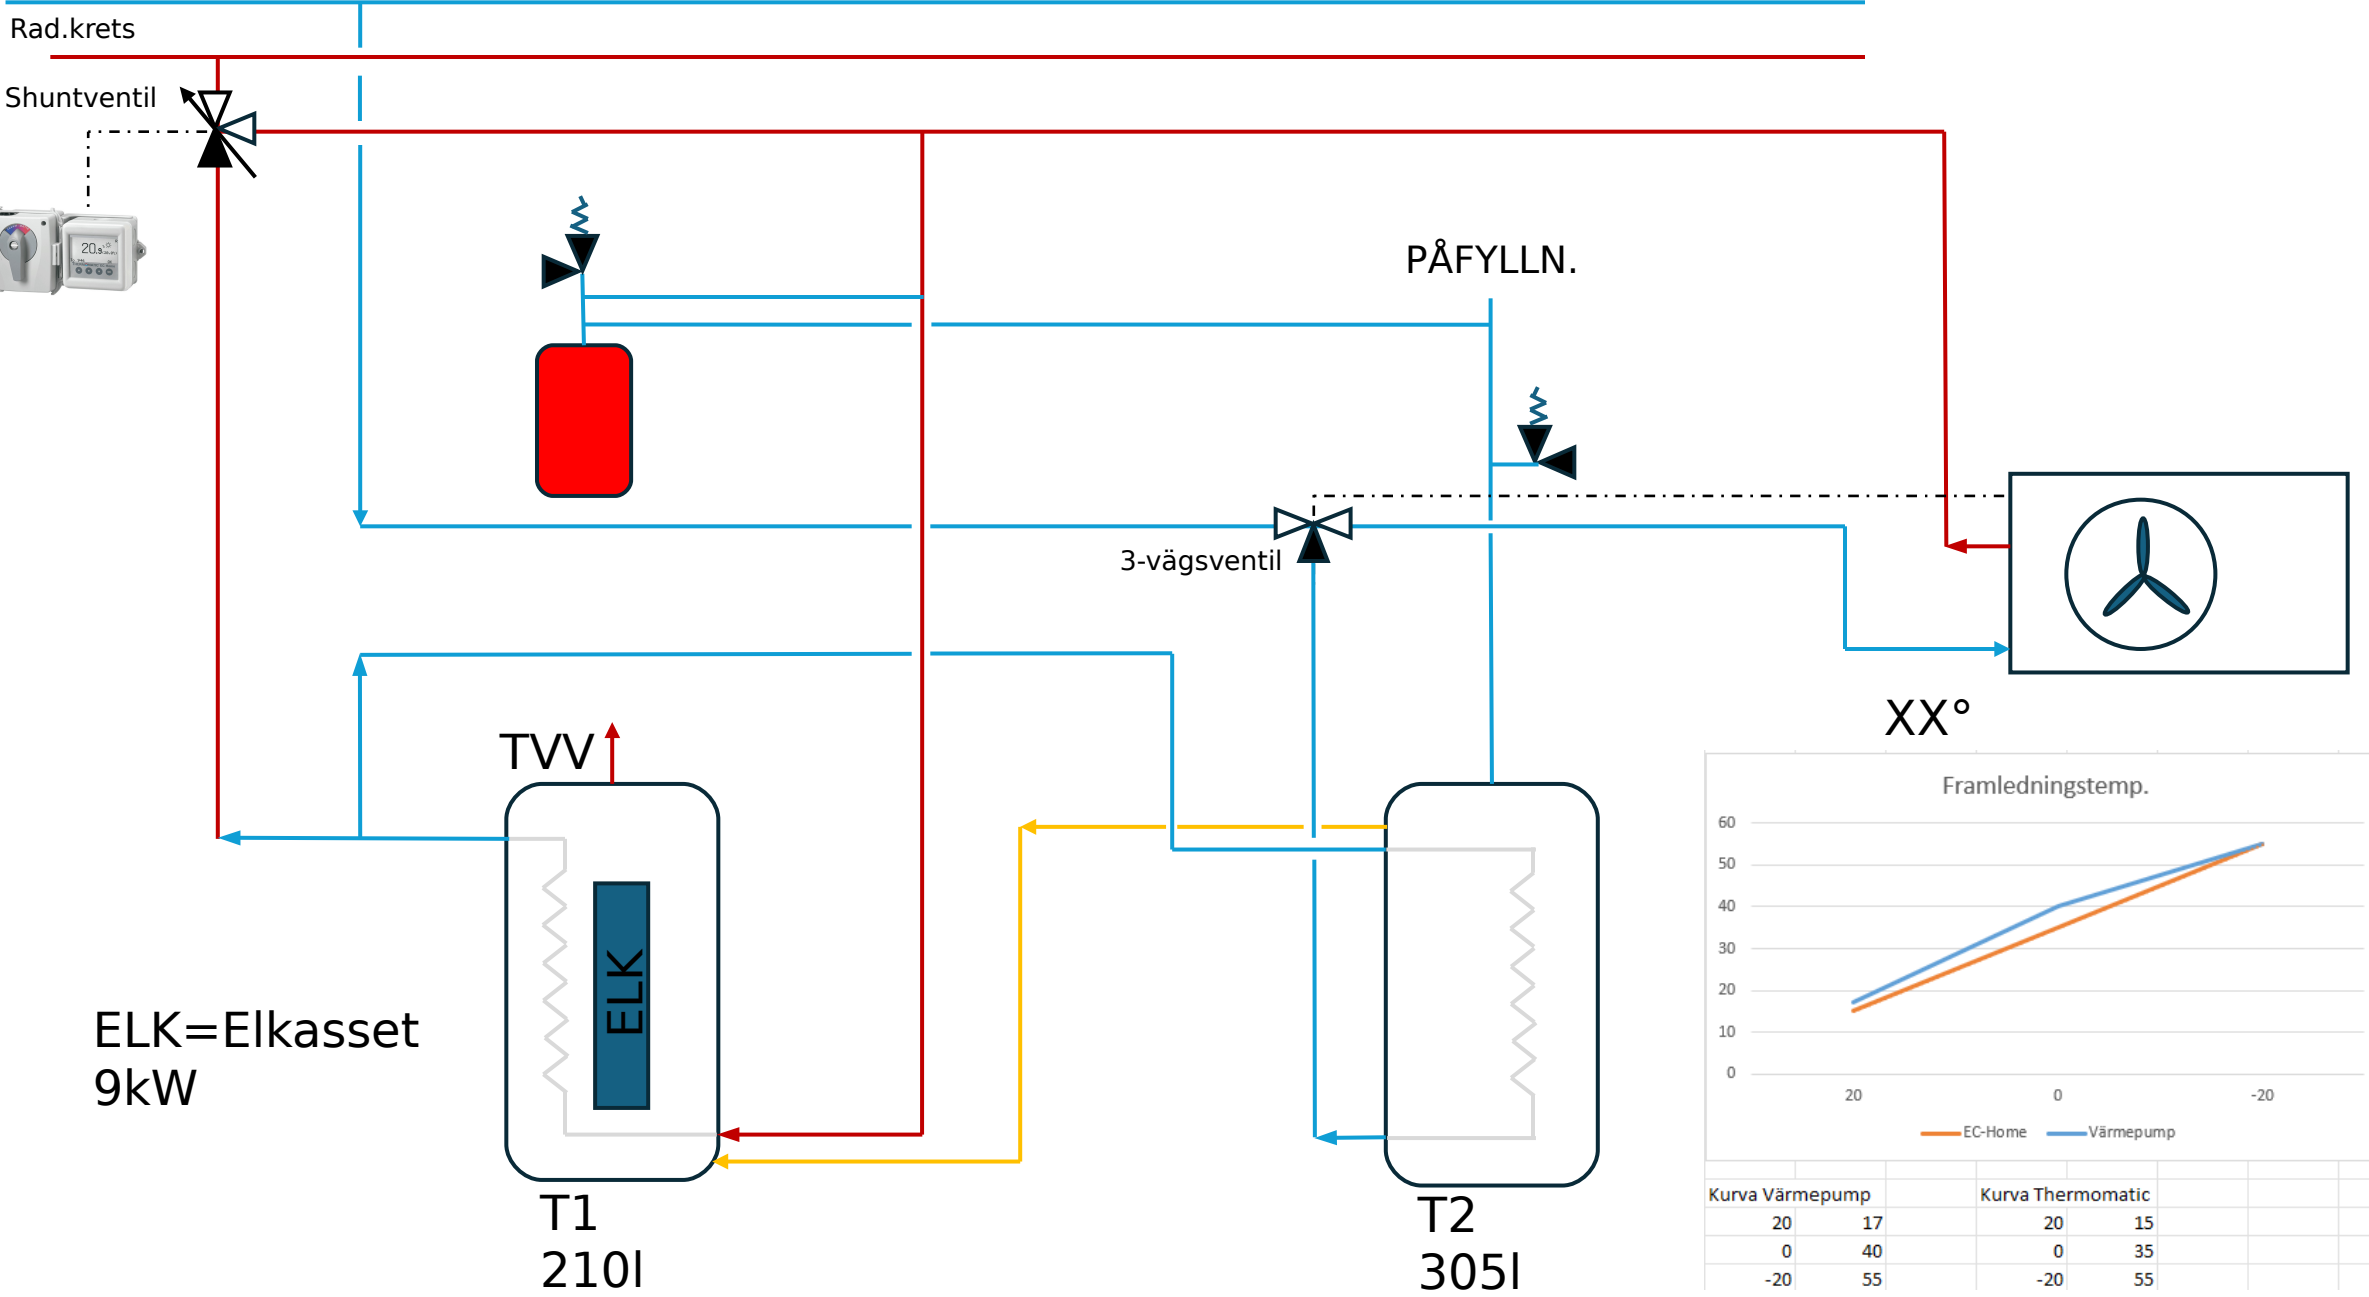 Rad.krets
Shuntventil
20.9
PÅFYLLN.
3-vägsventil
XX°
TVV
ELK
ELK=Elkasset
9kW
T1
210l
T2
305l
Framledningstemp.
60
50
40
30
20
10
0
20 0 -20
EC-Home Värmepump
Kurva Värmepump Kurva Thermomatic
20 17 20 15
0 40 0 35
-20 55 -20 55